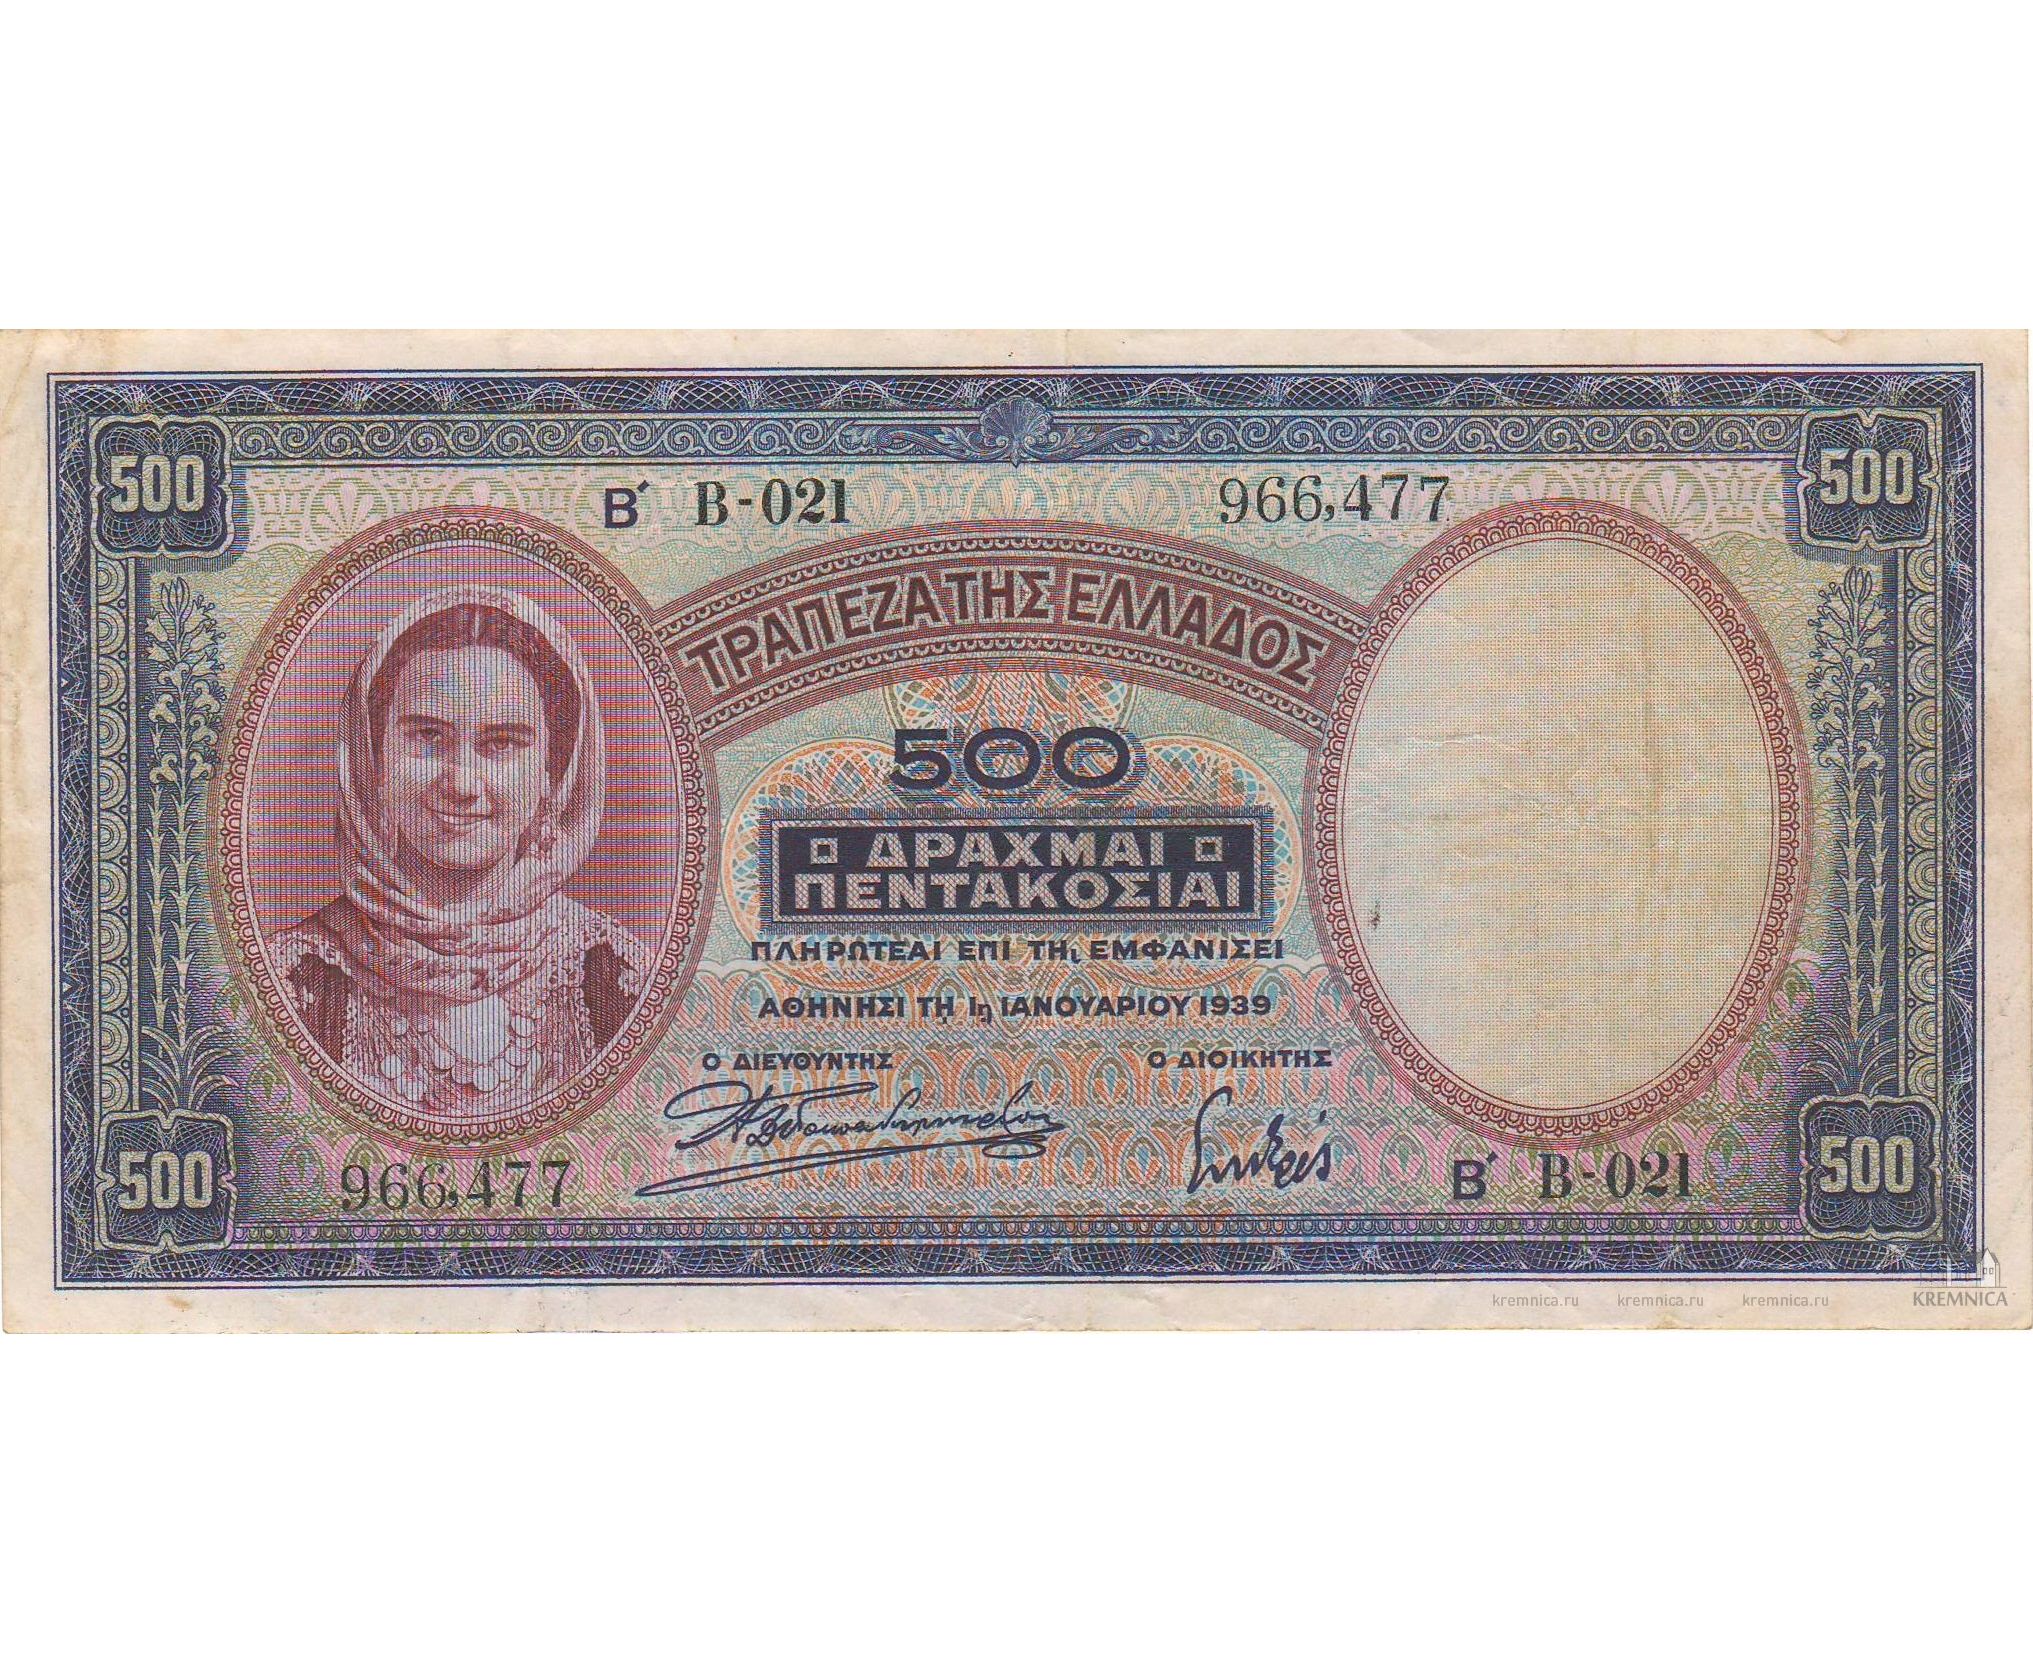 500
500
Β΄ B-021
966,477
ΤΡΑΠΕΖΑ ΤΗΣ ΕΛΛΑΔΟΣ
500
ΔΡΑΧΜΑΙ
ΠΕΝΤΑΚΟΣΙΑΙ
ΠΛΗΡΩΤΕΑΙ ΕΠΙ ΤΗι ΕΜΦΑΝΙΣΕΙ
ΑΘΗΝΗΣΙ ΤΗ 1η ΙΑΝΟΥΑΡΙΟΥ 1939
Ο ΔΙΕΥΘΥΝΤΗΣ
Ο ΔΙΟΙΚΗΤΗΣ
966,477
Β΄ B-021
500
500
kremnica.ru kremnica.ru kremnica.ru
KREMNICA